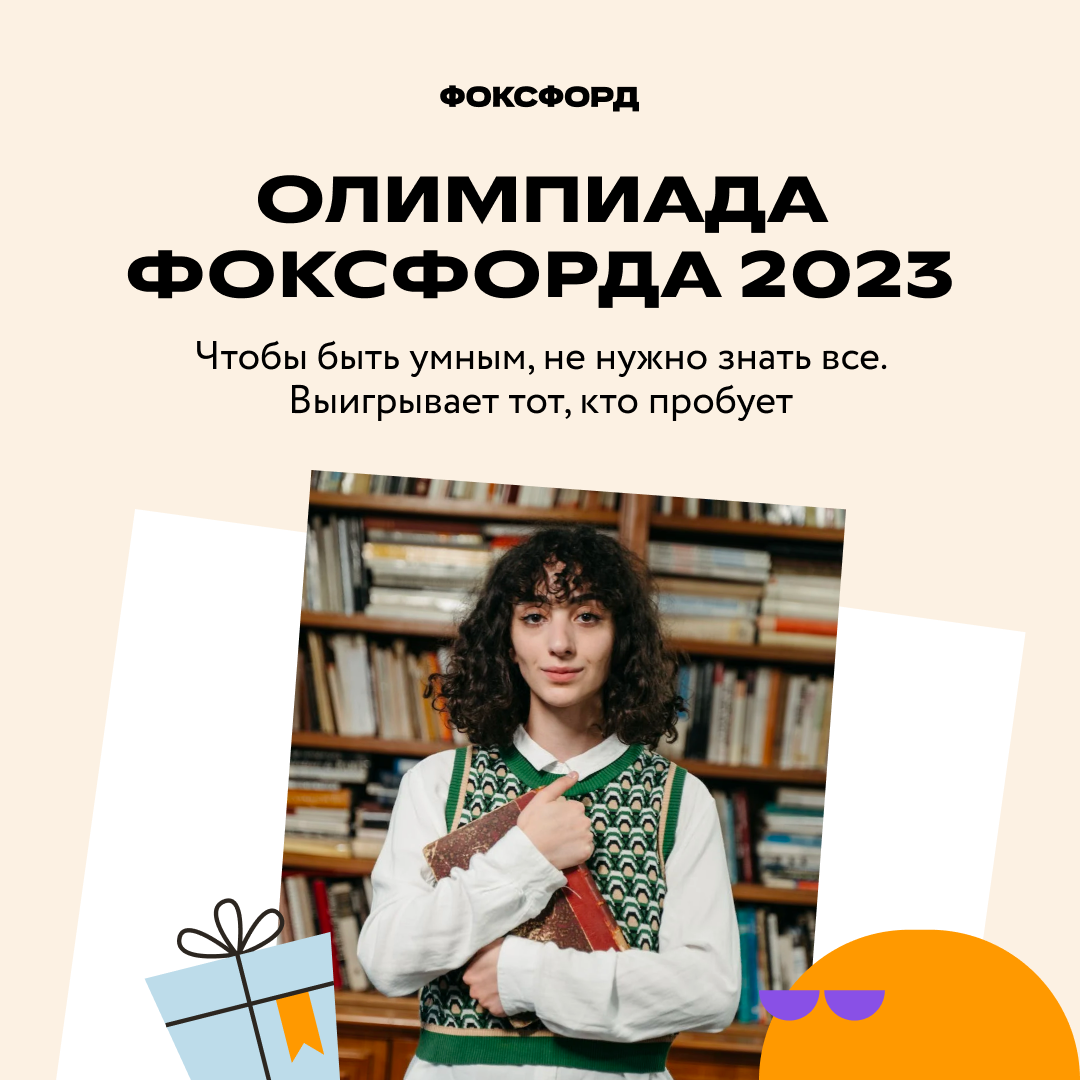 ФОКСФОРД
ОЛИМПИАДА
ФОКСФОРДА 2023
Чтобы быть умным, не нужно знать все.
Выигрывает тот, кто пробует